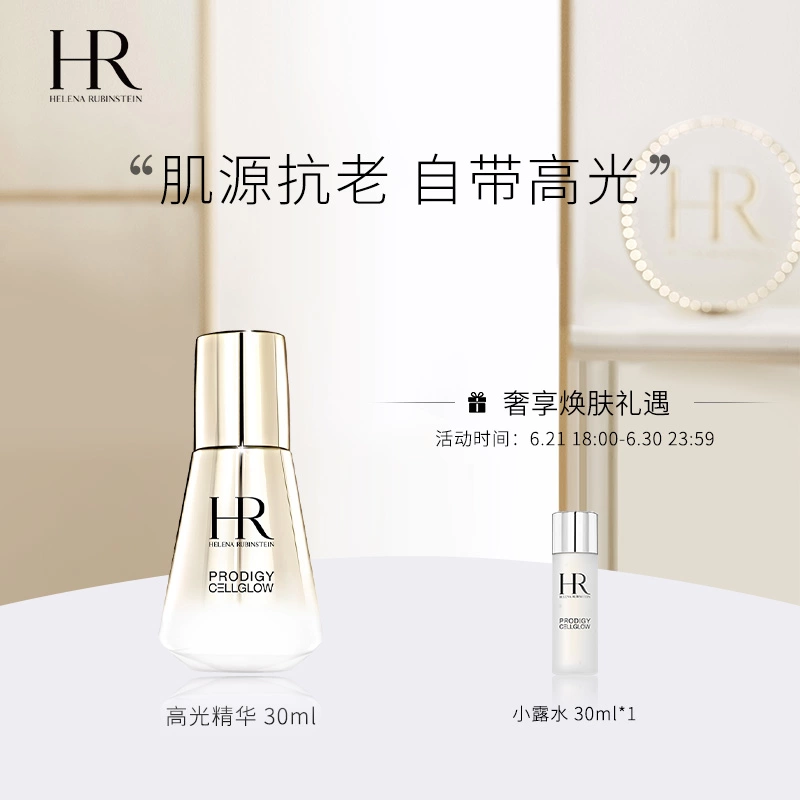 HR
HELENA RUBINSTEIN
“肌源抗老 自带高光”
HR
奢享焕肤礼遇
活动时间：6.21 18:00-6.30 23:59
HR
HELENA RUBINSTEIN
PRODIGY
CELLGLOW
HR
HELENA RUBINSTEIN
PRODIGY
CELLGLOW
高光精华 30ml
小露水 30ml*1